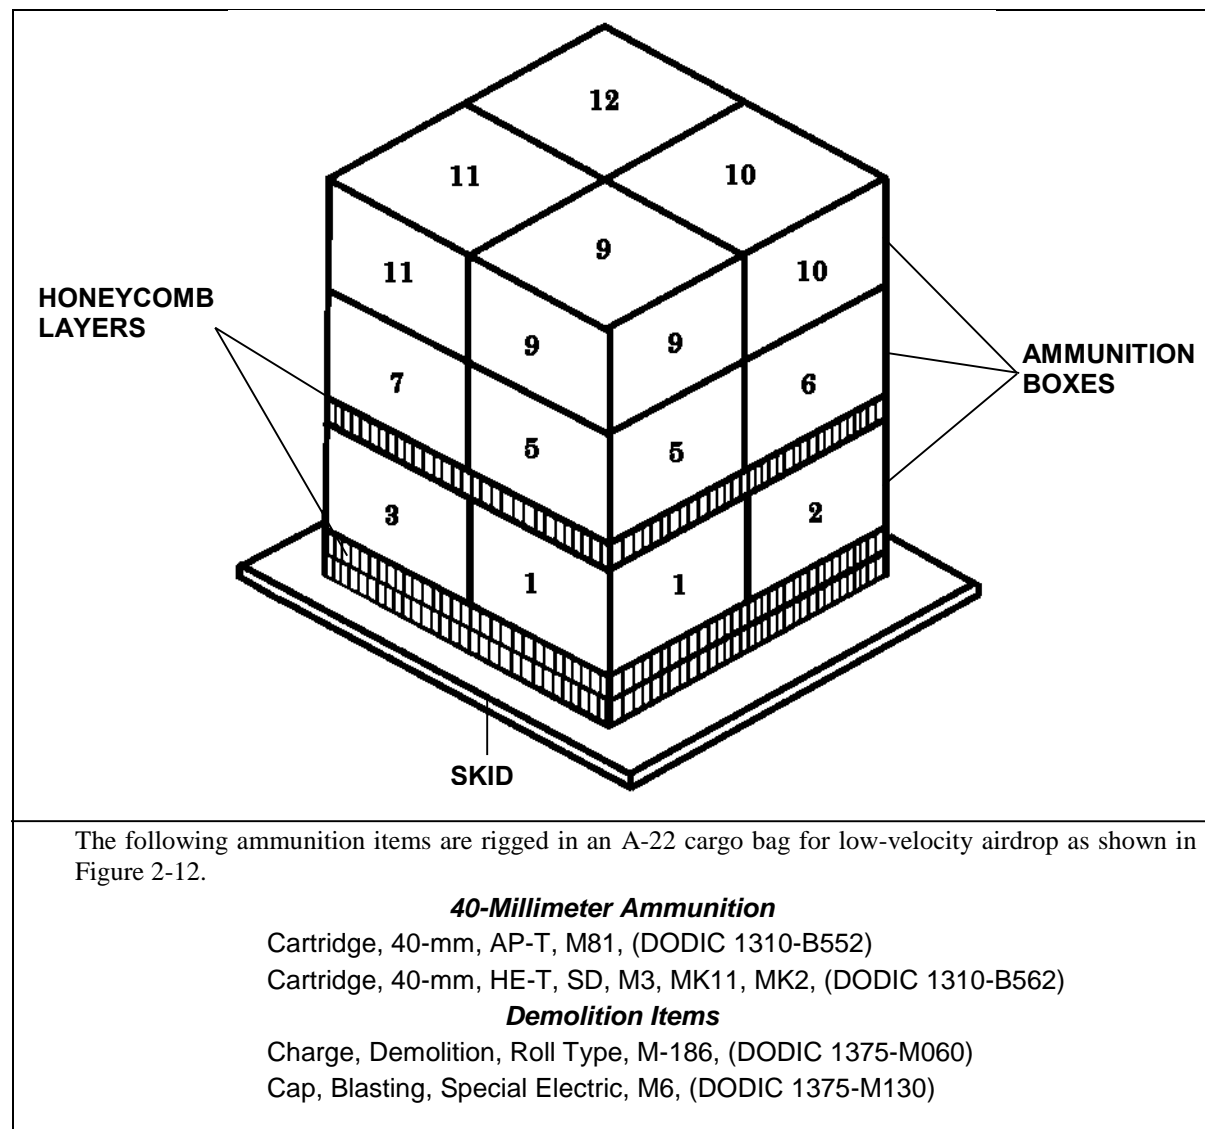 12
11
10
9
11
10
HONEYCOMB
LAYERS
9
9
AMMUNITION
BOXES
7
6
5
5
3
2
1
1
SKID
The following ammunition items are rigged in an A-22 cargo bag for low-velocity airdrop as shown in
Figure 2-12.
40-Millimeter Ammunition
Cartridge, 40-mm, AP-T, M81, (DODIC 1310-B552)
Cartridge, 40-mm, HE-T, SD, M3, MK11, MK2, (DODIC 1310-B562)
Demolition Items
Charge, Demolition, Roll Type, M-186, (DODIC 1375-M060)
Cap, Blasting, Special Electric, M6, (DODIC 1375-M130)